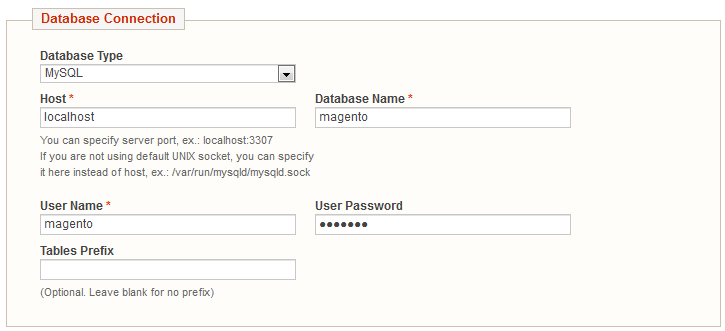 Database Connection
Database Type
MySQL
Host *
Database Name *
localhost
magento
You can specify server port, ex.: localhost:3307
If you are not using default UNIX socket, you can specify
it here instead of host, ex.: /var/run/mysqld/mysqld.sock
User Name *
User Password
magento
●●●●●●●
Tables Prefix
(Optional. Leave blank for no prefix)